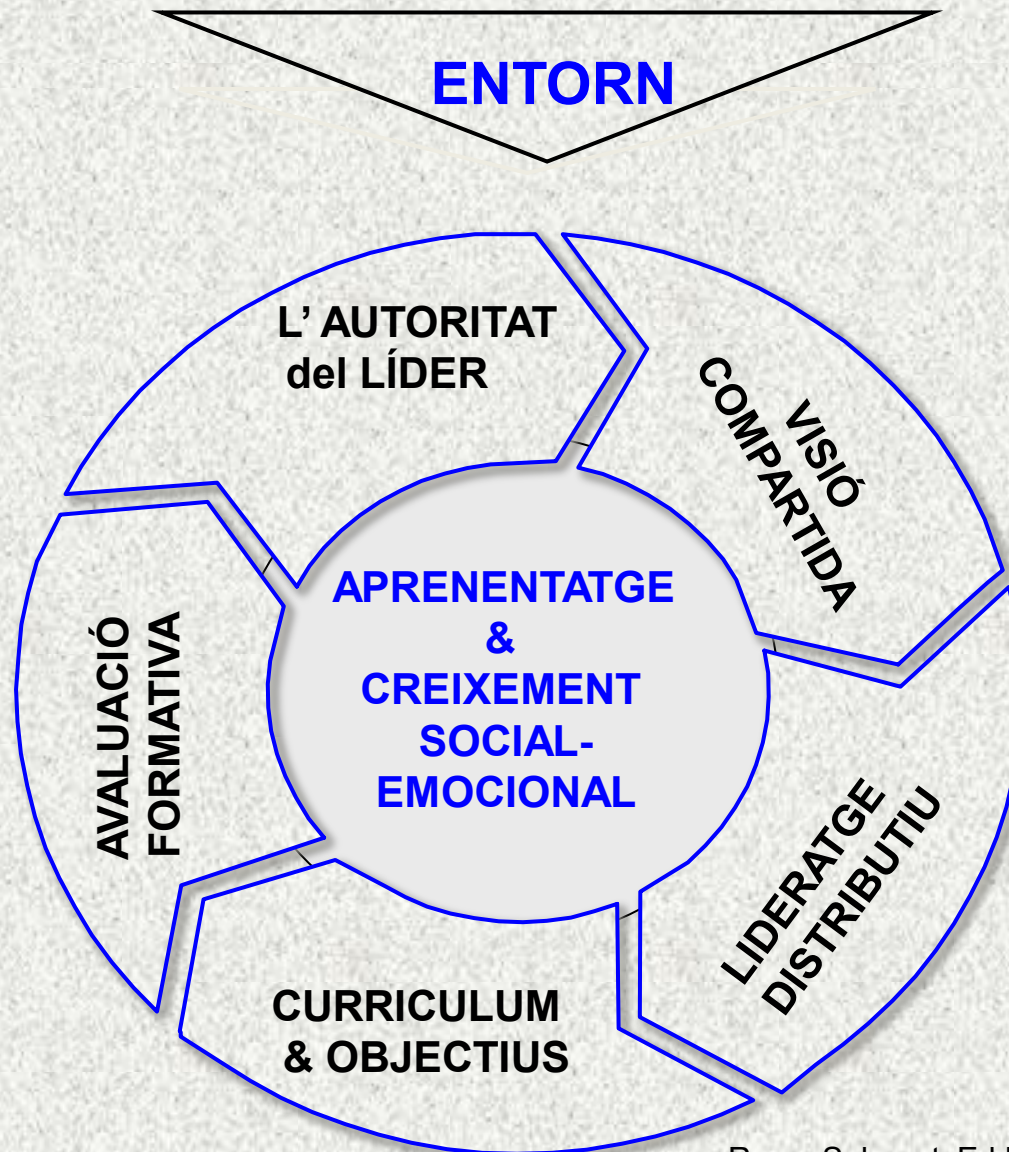 ENTORN
L' AUTORITAT
del LÍDER
VISIÓ
COMPARTIDA
LIDERATGE
DISTRIBUTIU
CURRICULUM
& OBJECTIUS
AVALUACIÓ
FORMATIVA
APRENENTATGE
&
CREIXEMENT
SOCIAL-
EMOCIONAL